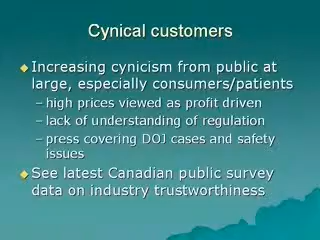 Cynical customers
◆ Increasing cynicism from public at
large, especially consumers/patients
– high prices viewed as profit driven
– lack of understanding of regulation
– press covering DOJ cases and safety
issues
◆ See latest Canadian public survey
data on industry trustworthiness